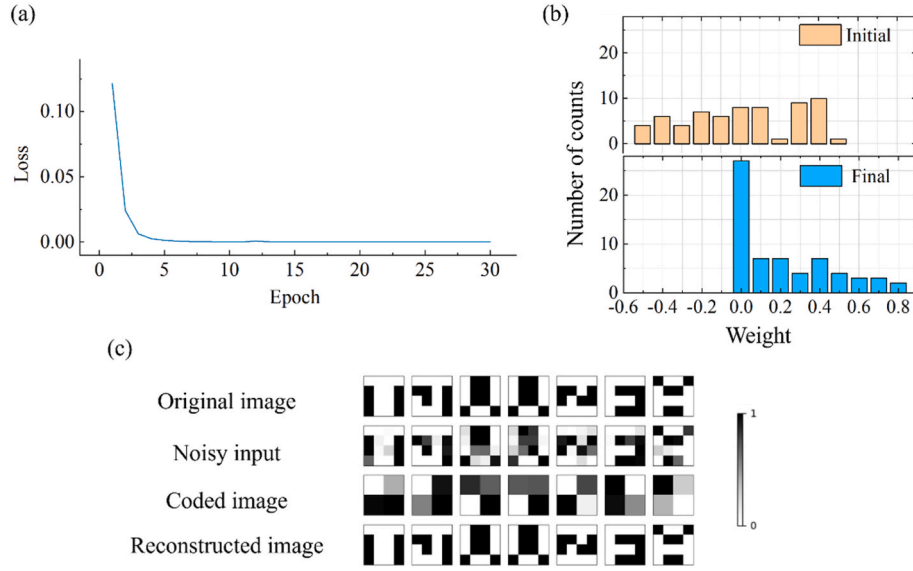 (a)
0.10
0.05
0.00
Loss
0 5 10 15 20 25 30
Epoch
(b)
Initial
20
10
0
Number of counts
Final
20
10
0
-0.6 -0.4 -0.2 0.0 0.2 0.4 0.6 0.8
Weight
(c)
Original image
Noisy input
Coded image
Reconstructed image
1
0